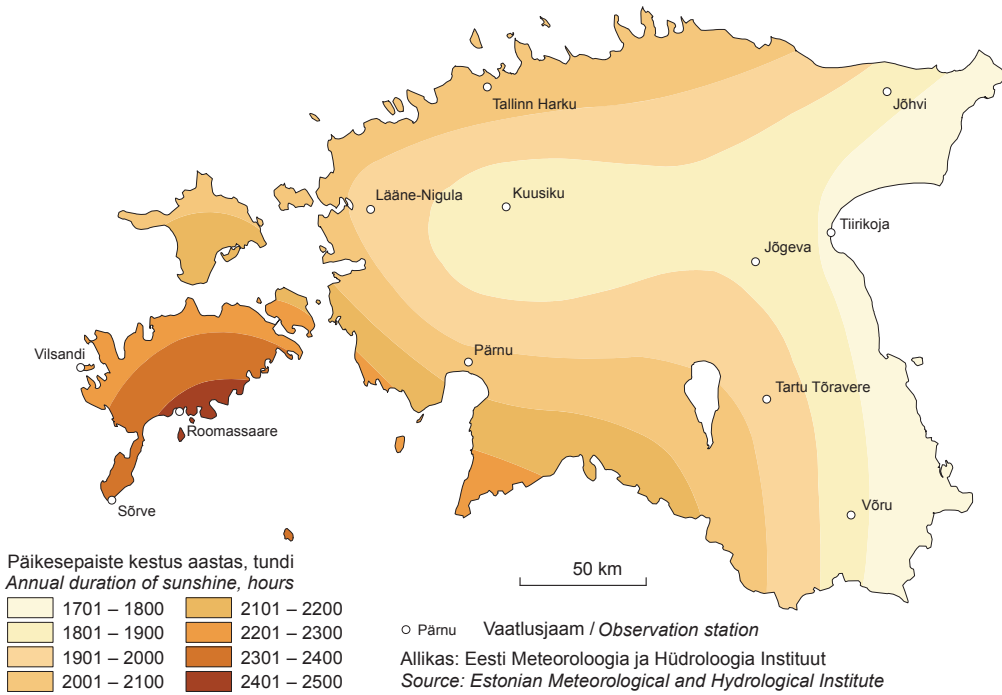 Tallinn Harku
Jõhvi
Lääne-Nigula
Kuusiku
Tiirikoja
Jõgeva
Vilsandi
Pärnu
Tartu Tõravere
Roomassaare
Sõrve
Võru
Päikesepaiste kestus aastas, tundi
Annual duration of sunshine, hours
1701 – 1800
1801 – 1900
1901 – 2000
2001 – 2100
2101 – 2200
2201 – 2300
2301 – 2400
2401 – 2500
50 km
Pärnu Vaatlusjaam / Observation station
Allikas: Eesti Meteoroloogia ja Hüdroloogia Instituut
Source: Estonian Meteorological and Hydrological Institute